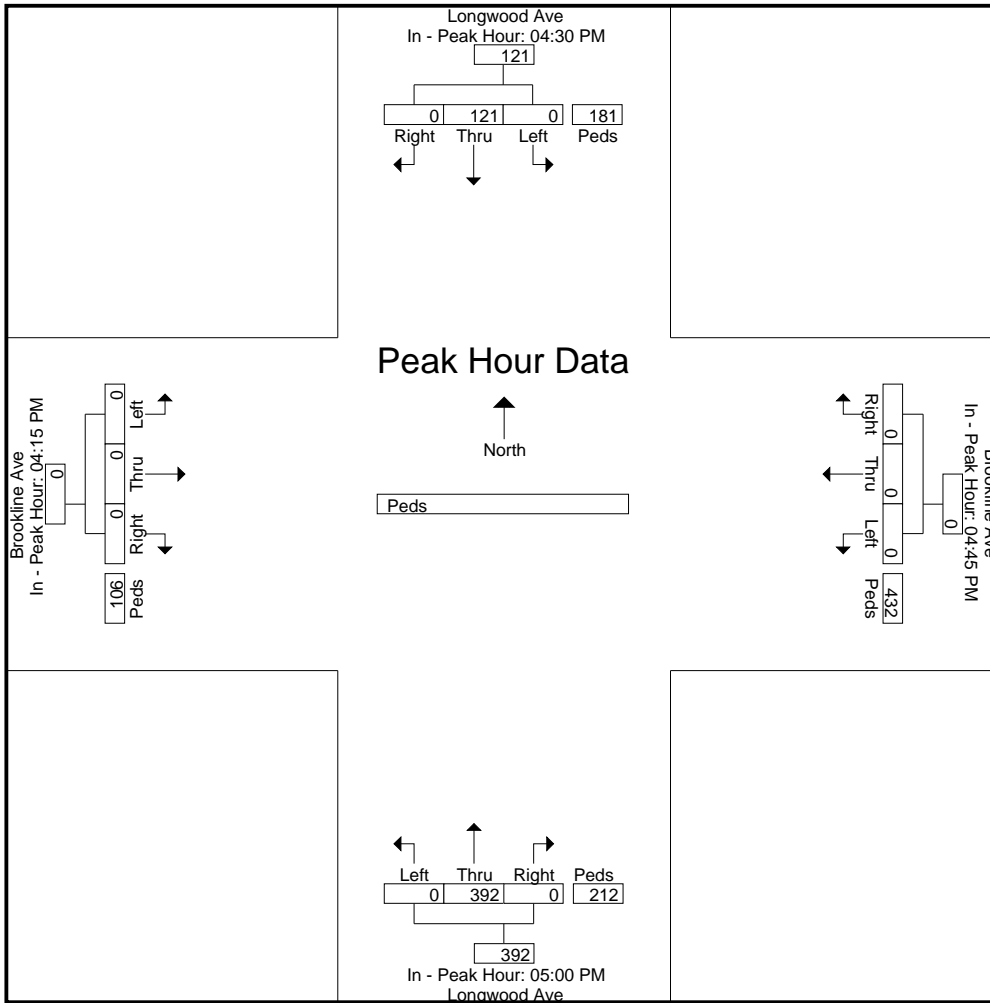 Longwood Ave
In - Peak Hour: 04:30 PM
121
0 121 0 181
Right Thru Left Peds
Peak Hour Data
North
Peds
Brookline Ave
In - Peak Hour: 04:15 PM
0
0 0 0 106
Left Thru Right Peds
Brookline Ave
In - Peak Hour: 04:45 PM
0
0 0 0 432
Right Thru Left Peds
Left Thru Right Peds
0 392 0 212
392
In - Peak Hour: 05:00 PM
Longwood Ave